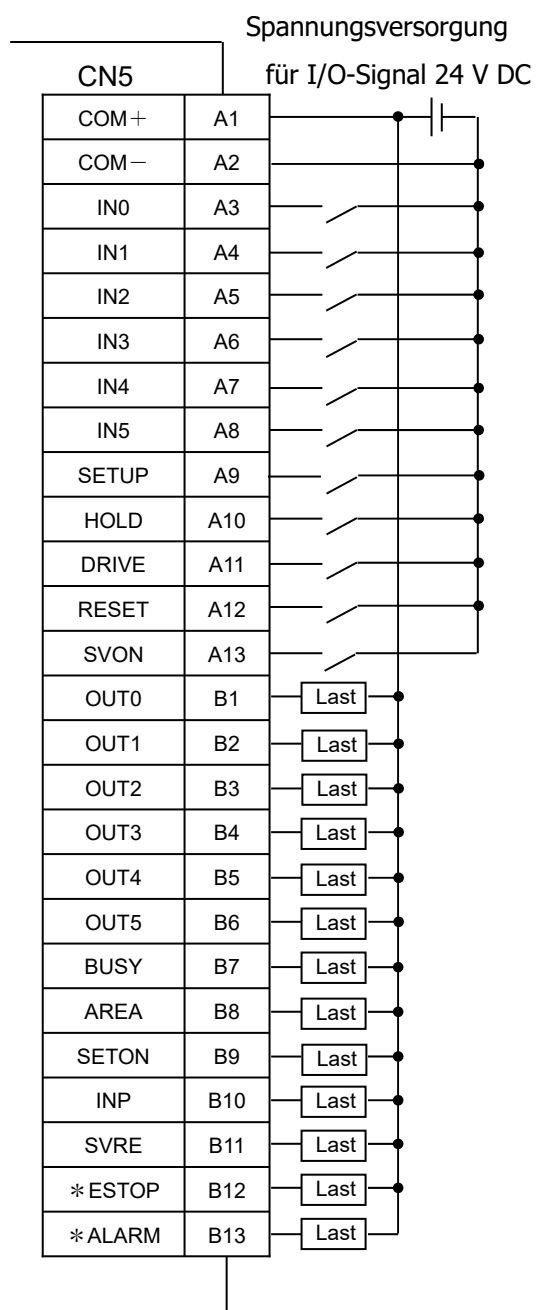 Spannungsversorgung
für I/O-Signal 24 V DC
CN5
COM＋ A1
COM－ A2
IN0 A3
IN1 A4
IN2 A5
IN3 A6
IN4 A7
IN5 A8
SETUP A9
HOLD A10
DRIVE A11
RESET A12
SVON A13
OUT0 B1 Last
OUT1 B2 Last
OUT2 B3 Last
OUT3 B4 Last
OUT4 B5 Last
OUT5 B6 Last
BUSY B7 Last
AREA B8 Last
SETON B9 Last
INP B10 Last
SVRE B11 Last
＊ESTOP B12 Last
＊ALARM B13 Last